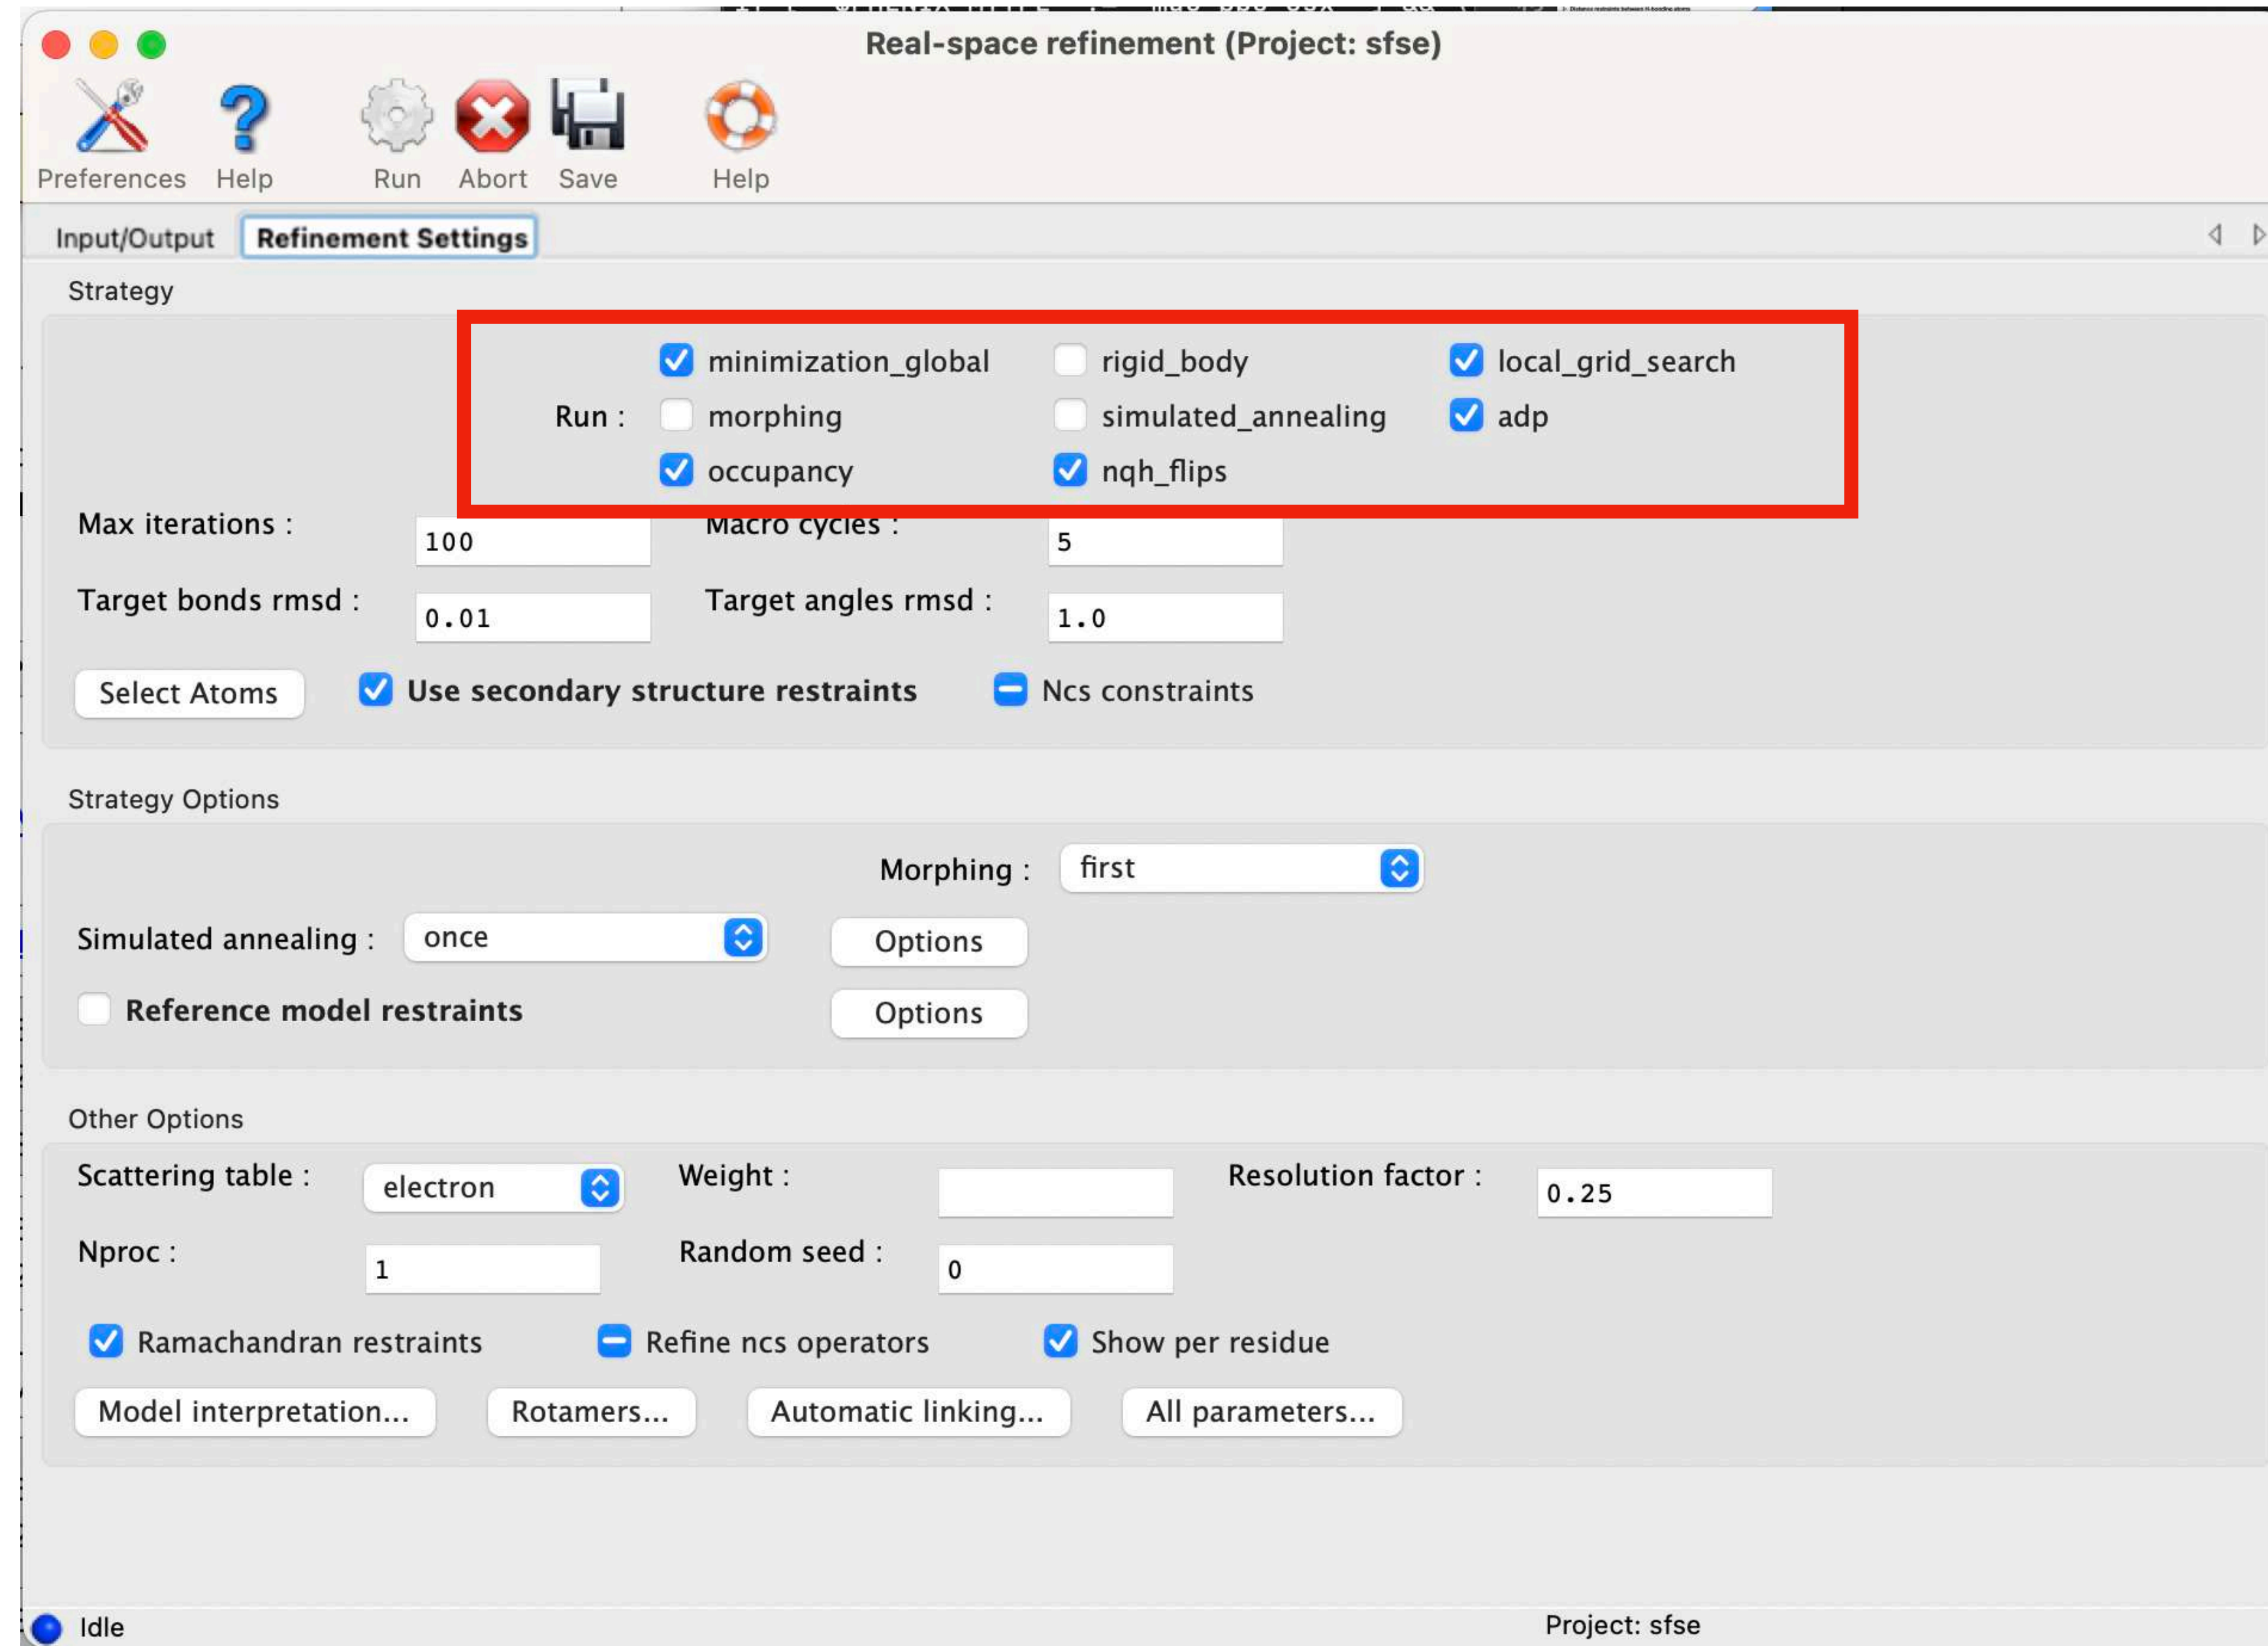 Real-space refinement (Project: sfse)
Preferences Help Run Abort Save Help
Input/Output Refinement Settings
Strategy
minimization_global rigid_body local_grid_search
Run : morphing simulated_annealing adp
occupancy nqh_flips
Max iterations : 100 Macro cycles : 5
Target bonds rmsd : 0.01 Target angles rmsd : 1.0
Select Atoms Use secondary structure restraints Ncs constraints
Strategy Options
Morphing : first
Simulated annealing : once Options
Reference model restraints Options
Other Options
Scattering table : electron Weight : Resolution factor : 0.25
Nproc : 1 Random seed : 0
Ramachandran restraints Refine ncs operators Show per residue
Model interpretation... Rotamers... Automatic linking... All parameters...
Idle Project: sfse